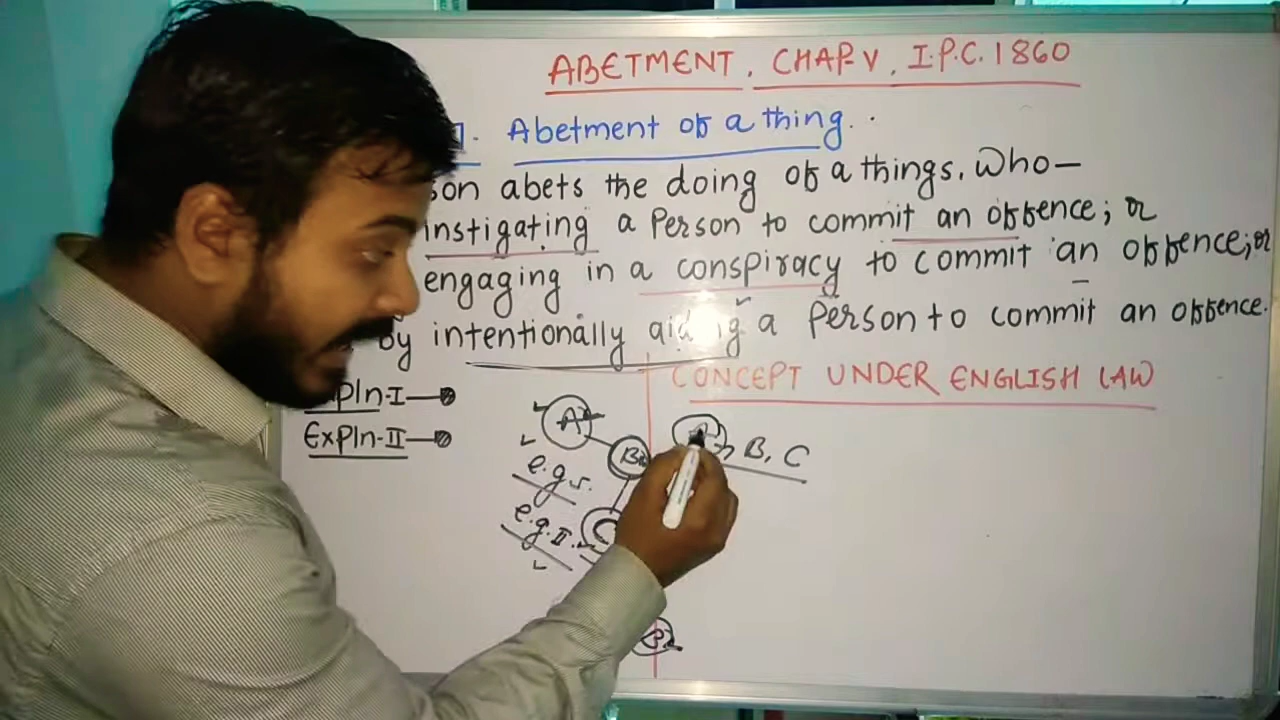 ABETMENT, CHAP-V, I.P.C. 1860
7. Abetment of a thing.
son abets the doing of a things, who—
instigating a Person to commit an offence; or
engaging in a conspiracy to commit an offence; or
by intentionally aiding a Person to commit an offence.
CONCEPT UNDER ENGLISH LAW
pln-I
Expln-II
A
B
B, C
e.g.
e.g. II.
C
B